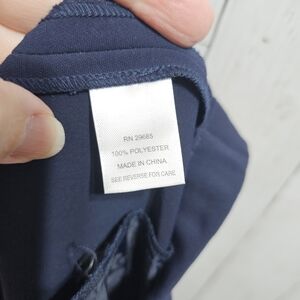 RN 29685
100% POLYESTER
MADE IN CHINA
SEE REVERSE FOR CARE